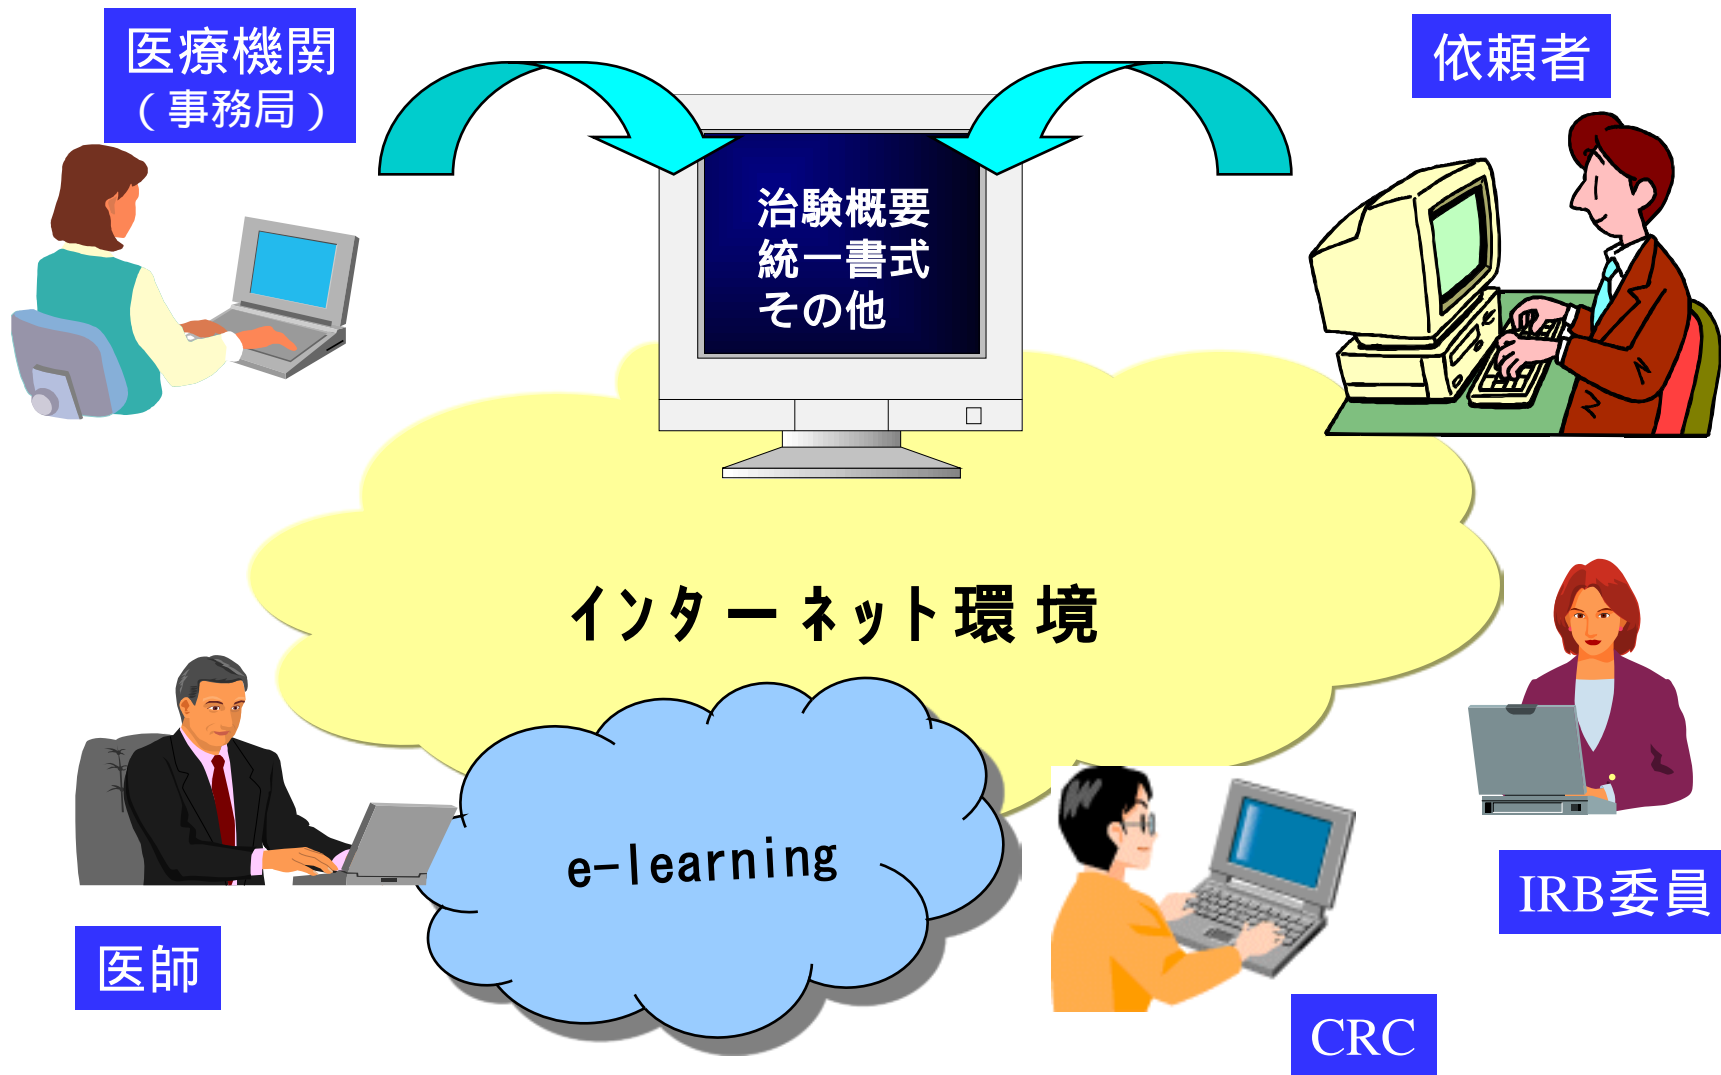 医療機関
（事務局）
依頼者
治験概要
統一書式
その他
インターネット環境
e-learning
医師
IRB委員
CRC